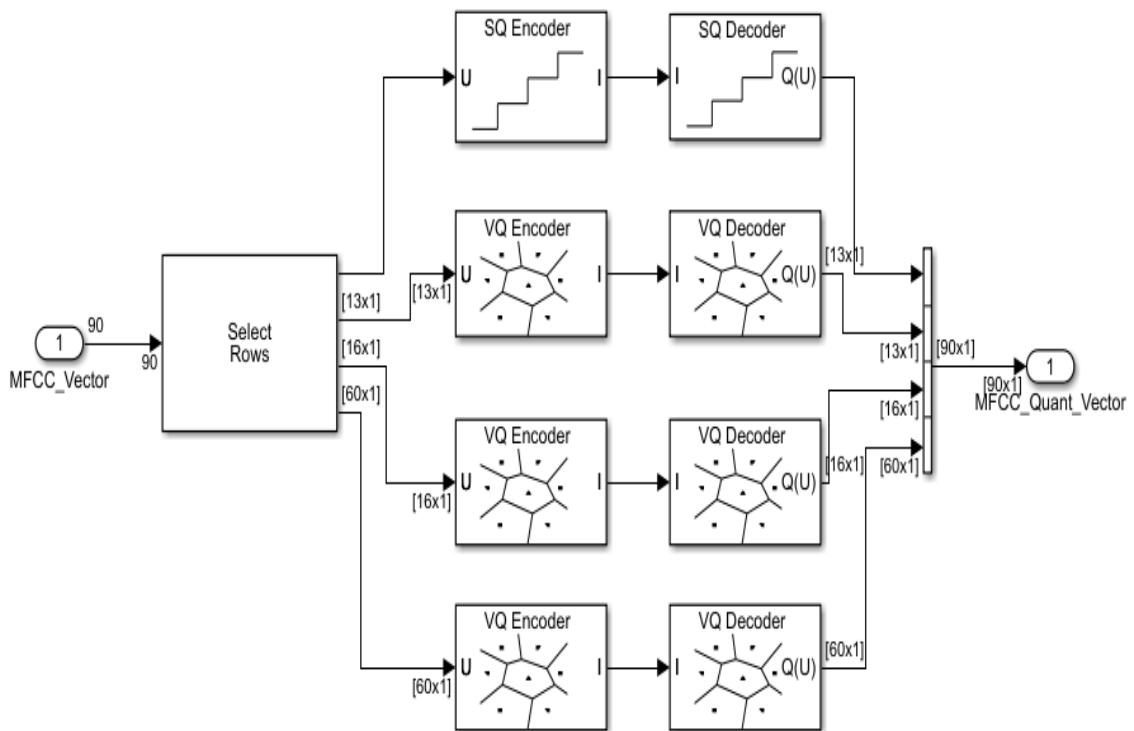 SQ Encoder
U
I
SQ Decoder
I
Q(U)
VQ Encoder
U
I
[13x1]
VQ Decoder
I
Q(U)
[13x1]
1
MFCC_Vector
90
90
Select
Rows
[13x1]
[16x1]
[60x1]
[13x1]
[90x1]
[16x1]
[60x1]
[90x1]
1
MFCC_Quant_Vector
VQ Encoder
U
I
[16x1]
VQ Decoder
I
Q(U)
[16x1]
VQ Encoder
U
I
[60x1]
VQ Decoder
I
Q(U)
[60x1]